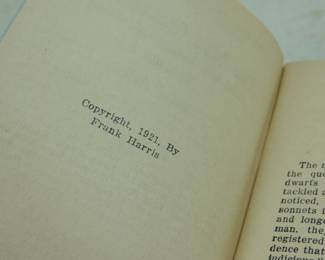 Copyright, 1921, By
Frank Harris
The t
the que
dwarfs
tackled a
noticed,
sonnets i
and longe
man, the
registered
dence that